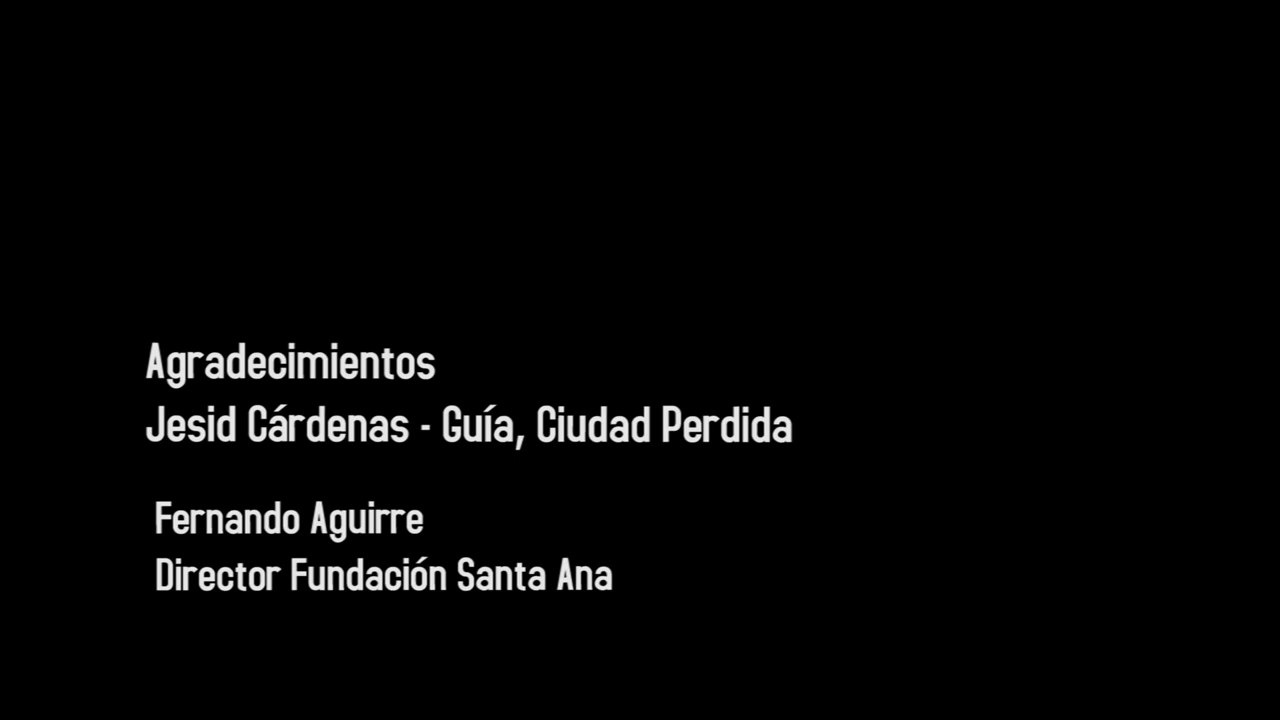 Agradecimientos
Jesid Cárdenas - Guía, Ciudad Perdida
Fernando Aguirre
Director Fundación Santa Ana